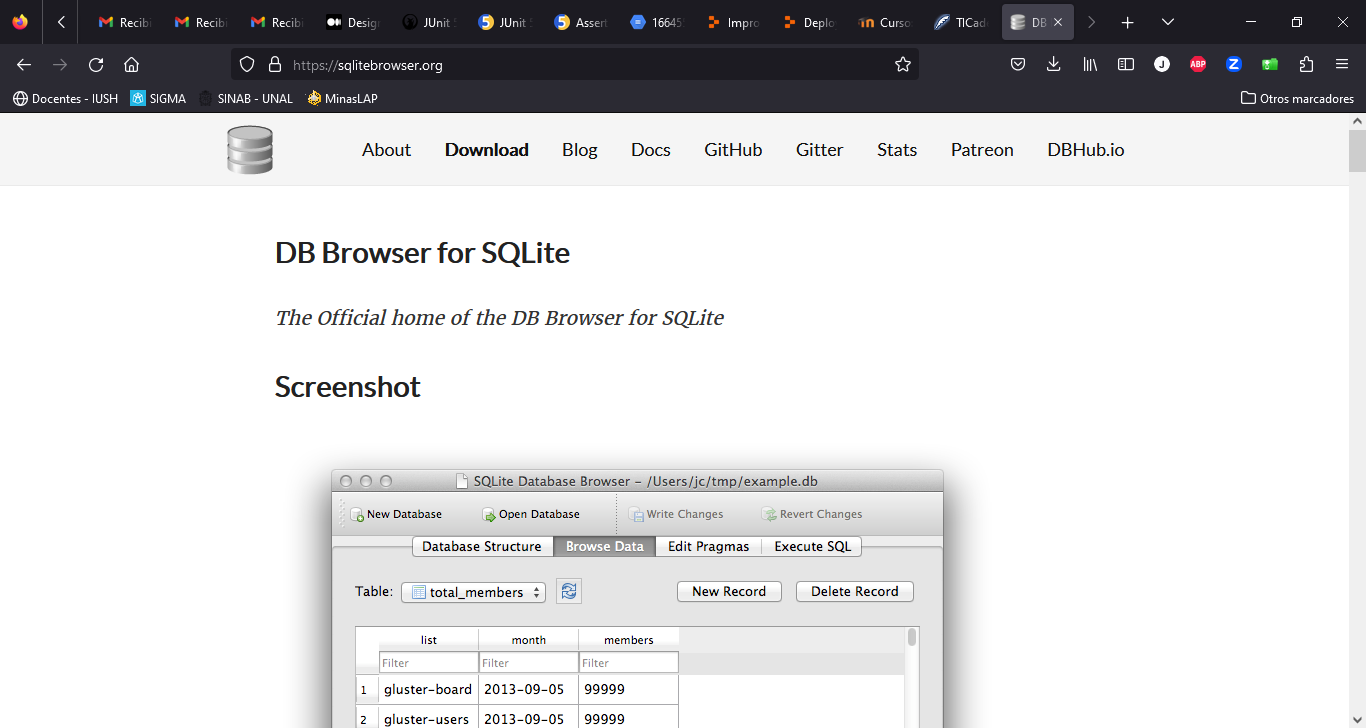 Recibi Recibi Recibi Design JUnit JUnit Assert 16645 Impro Deplo Curso TICad DB
https://sqlitebrowser.org
Docentes - IUSH SIGMA SINAB - UNAL MinasLAP Otros marcadores
About Download Blog Docs GitHub Gitter Stats Patreon DBHub.io
DB Browser for SQLite
The Official home of the DB Browser for SQLite
Screenshot
SQLite Database Browser - /Users/jc/tmp/example.db
New Database Open Database Write Changes Revert Changes
Database Structure Browse Data Edit Pragmas Execute SQL
Table: total_members New Record Delete Record
list month members
Filter Filter Filter
1 gluster-board 2013-09-05 99999
2 gluster-users 2013-09-05 99999